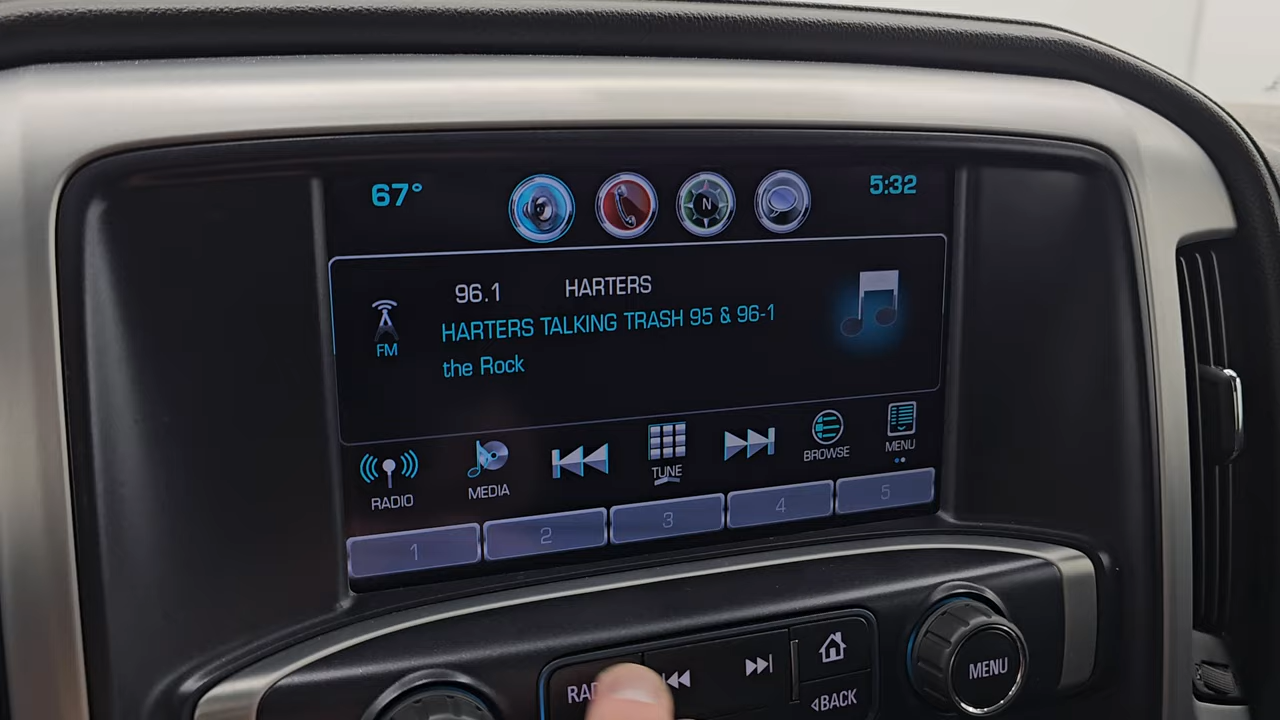 67° N 5:32
96.1 HARTERS
FM
HARTERS TALKING TRASH 95 & 96-1
the Rock
RADIO MEDIA TUNE BROWSE MENU
1 2 3 4 5
RAD
MENU
BACK